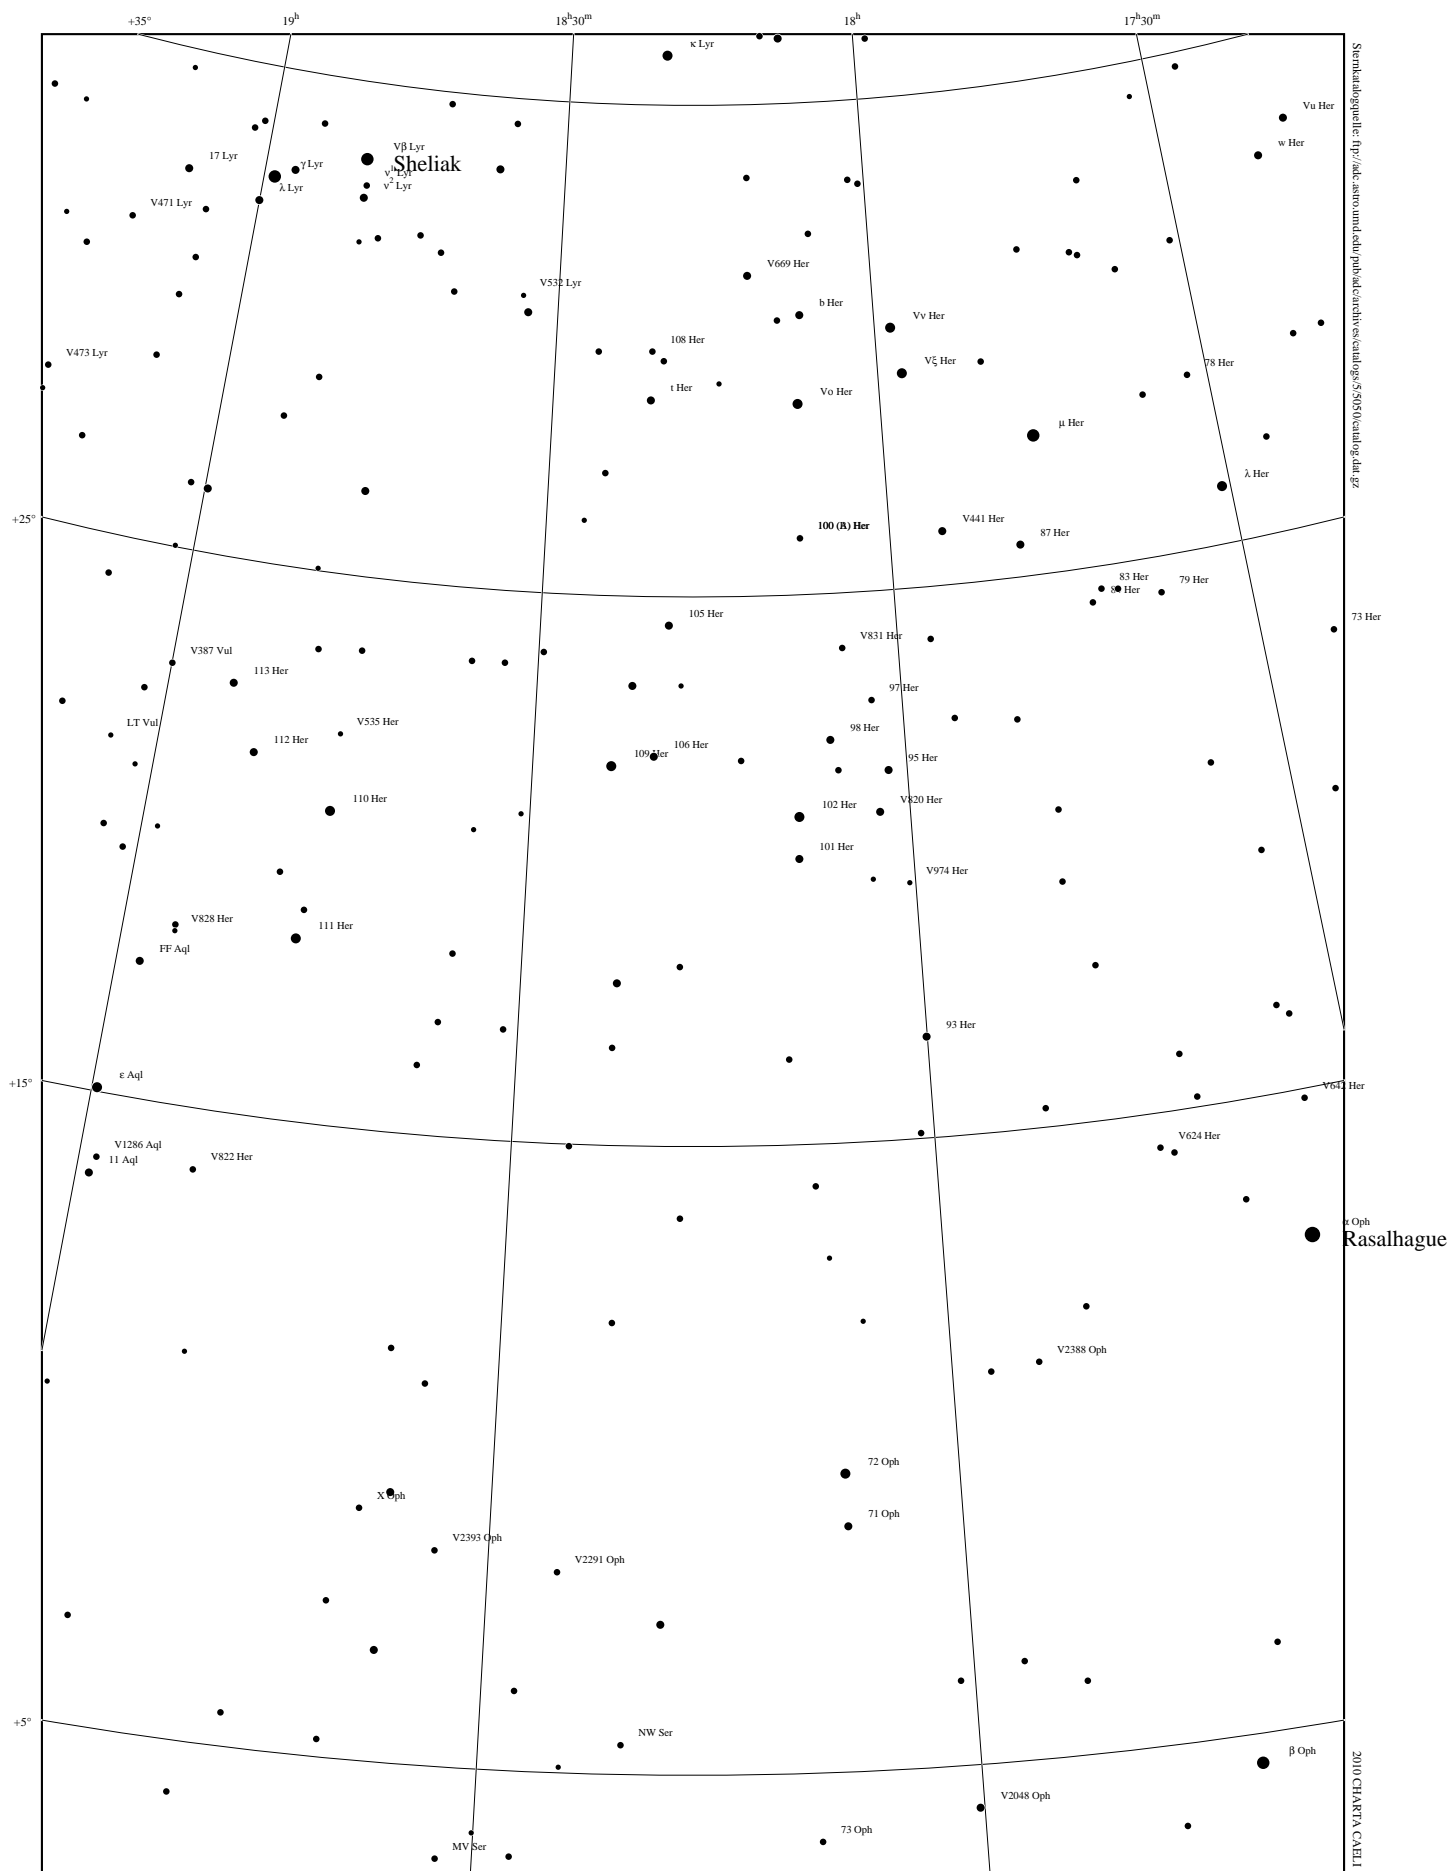 +35°
19h
18h30m
18h
17h30m
κ Lyr
Vu Her
w Her
Vβ Lyr
Sheliak
17 Lyr
γ Lyr
λ Lyr
ν2 Lyr
V471 Lyr
V669 Her
V532 Lyr
b Her
Vν Her
108 Her
V473 Lyr
Vξ Her
78 Her
t Her
Vo Her
μ Her
λ Her
+25°
100 (A) Her
V441 Her
87 Her
83 Her
79 Her
84 Her
105 Her
73 Her
V831 Her
V387 Vul
113 Her
97 Her
LT Vul
V535 Her
98 Her
112 Her
106 Her
109 Her
95 Her
110 Her
102 Her
V820 Her
101 Her
V974 Her
V828 Her
111 Her
FF Aql
93 Her
ε Aql
+15°
V642 Her
V624 Her
V1286 Aql
11 Aql
V822 Her
α Oph
Rasalhague
V2388 Oph
72 Oph
X Oph
71 Oph
V2393 Oph
V2291 Oph
+5°
NW Ser
β Oph
V2048 Oph
73 Oph
MV Ser
Sternkatalogquelle: ftp://adc.astro.umd.edu/pub/adc/archives/catalogs/5/5050/catalog.dat.gz
2010 CHARTA CAELI